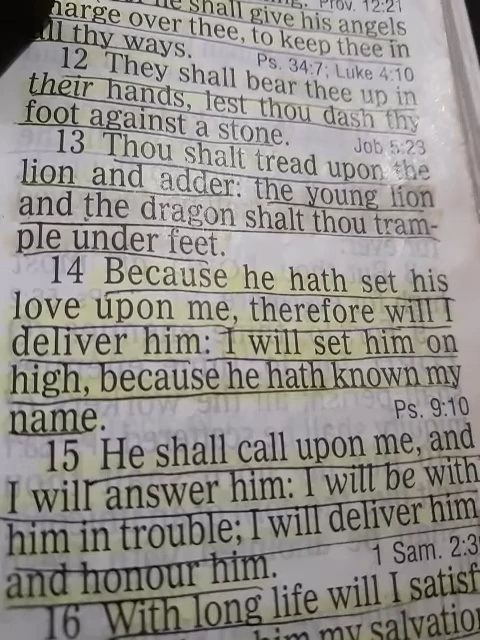 Prov. 12:21
he shall give his angels
charge over thee, to keep thee in
all thy ways.
Ps. 34:7; Luke 4:10
12 They shall bear thee up in
their hands, lest thou dash thy
foot against a stone.
Job 5:23
13 Thou shalt tread upon the
lion and adder: the young lion
and the dragon shalt thou tram-
ple under feet.
14 Because he hath set his
love upon me, therefore will I
deliver him: I will set him on
high, because he hath known my
name.
Ps. 9:10
15 He shall call upon me, and
I will answer him: I will be with
him in trouble; I will deliver him
and honour him.
1 Sam. 2:3
16 With long life will I satisf
him my salvatio